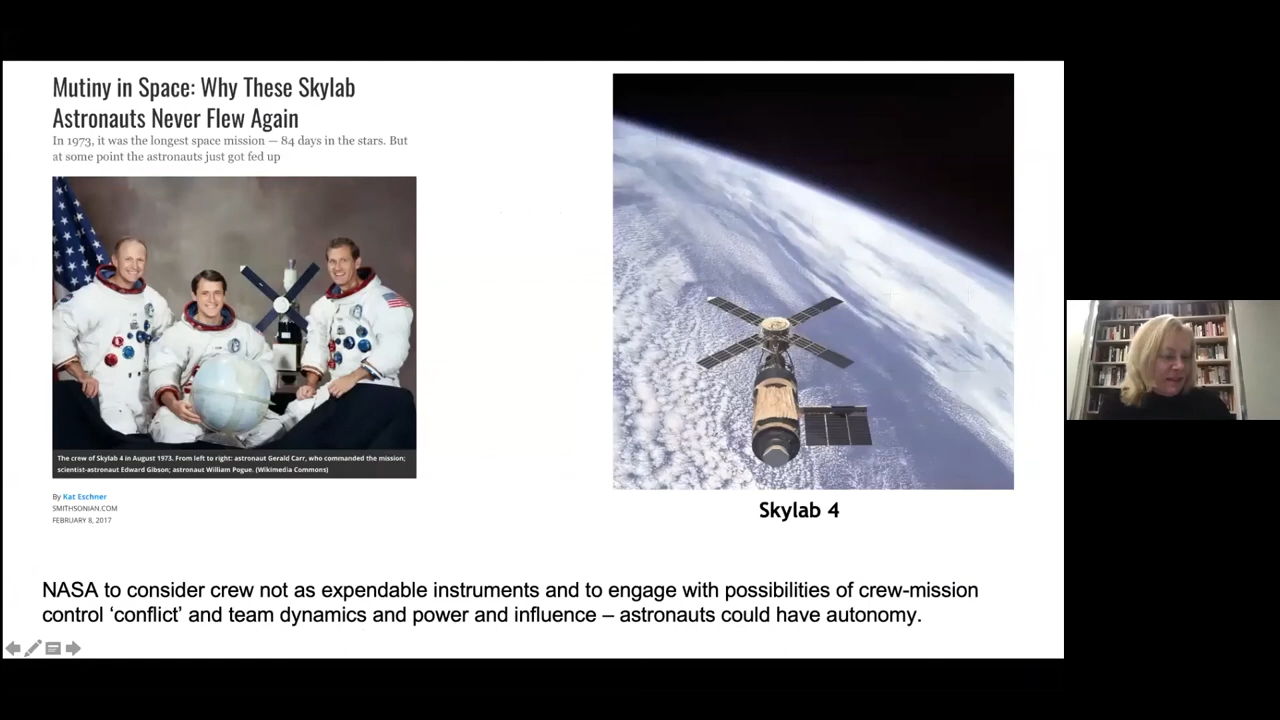 Mutiny in Space: Why These Skylab
Astronauts Never Flew Again
In 1973, it was the longest space mission — 84 days in the stars. But
at some point the astronauts just got fed up
The crew of Skylab 4 in August 1973. From left to right: astronaut Gerald Carr, who commanded the mission;
scientist-astronaut Edward Gibson; astronaut William Pogue. (Wikimedia Commons)
By Kat Eschner
SMITHSONIAN.COM
FEBRUARY 8, 2017
Skylab 4
NASA to consider crew not as expendable instruments and to engage with possibilities of crew-mission
control ‘conflict’ and team dynamics and power and influence – astronauts could have autonomy.